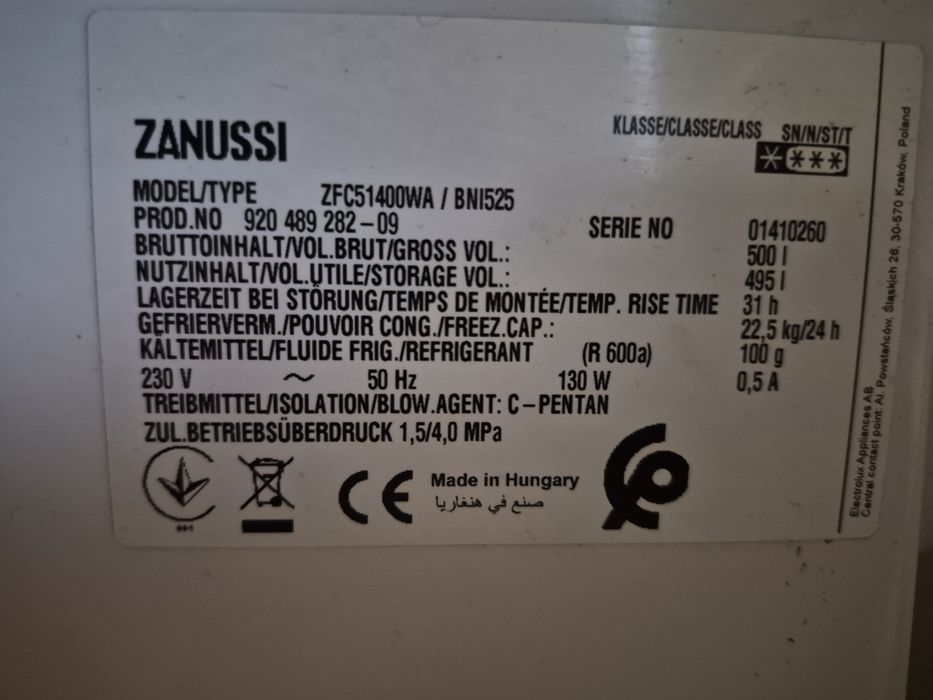 ZANUSSI
KLASSE/CLASSE/CLASS SN/N/ST/T
MODEL/TYPE ZFC51400WA / BNI525
PROD.NO 920 489 282-09 SERIE NO 01410260
BRUTTOINHALT/VOL.BRUT/GROSS VOL.: 500 l
NUTZINHALT/VOL.UTILE/STORAGE VOL.: 495 l
LAGERZEIT BEI STÖRUNG/TEMPS DE MONTÉE/TEMP. RISE TIME 31 h
GEFRIERVERM./POUVOIR CONG./FREEZ.CAP.: 22,5 kg/24 h
KÄLTEMITTEL/FLUIDE FRIG./REFRIGERANT (R 600a) 100 g
230 V ~ 50 Hz 130 W 0,5 A
TREIBMITTEL/ISOLATION/BLOW.AGENT: C-PENTAN
ZUL.BETRIEBSÜBERDRUCK 1,5/4,0 MPa
CE
Made in Hungary
صنع في هنغاريا
Electrolux Appliances AB
Central contact point: Al. Powstańców, Śląskich 26, 30-570 Kraków, Poland